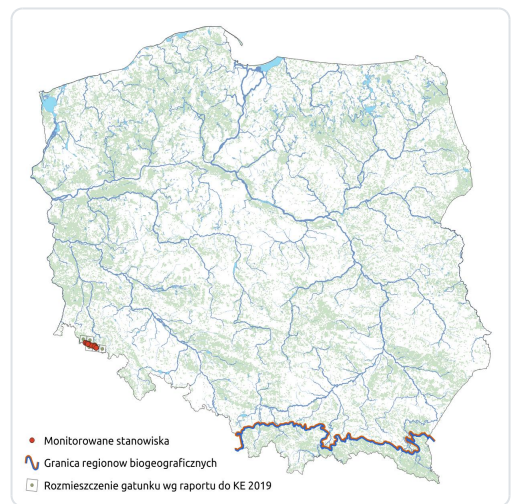 Monitorowane stanowiska
Granica regionow biogeograficznych
Rozmieszczenie gatunku wg raportu do KE 2019